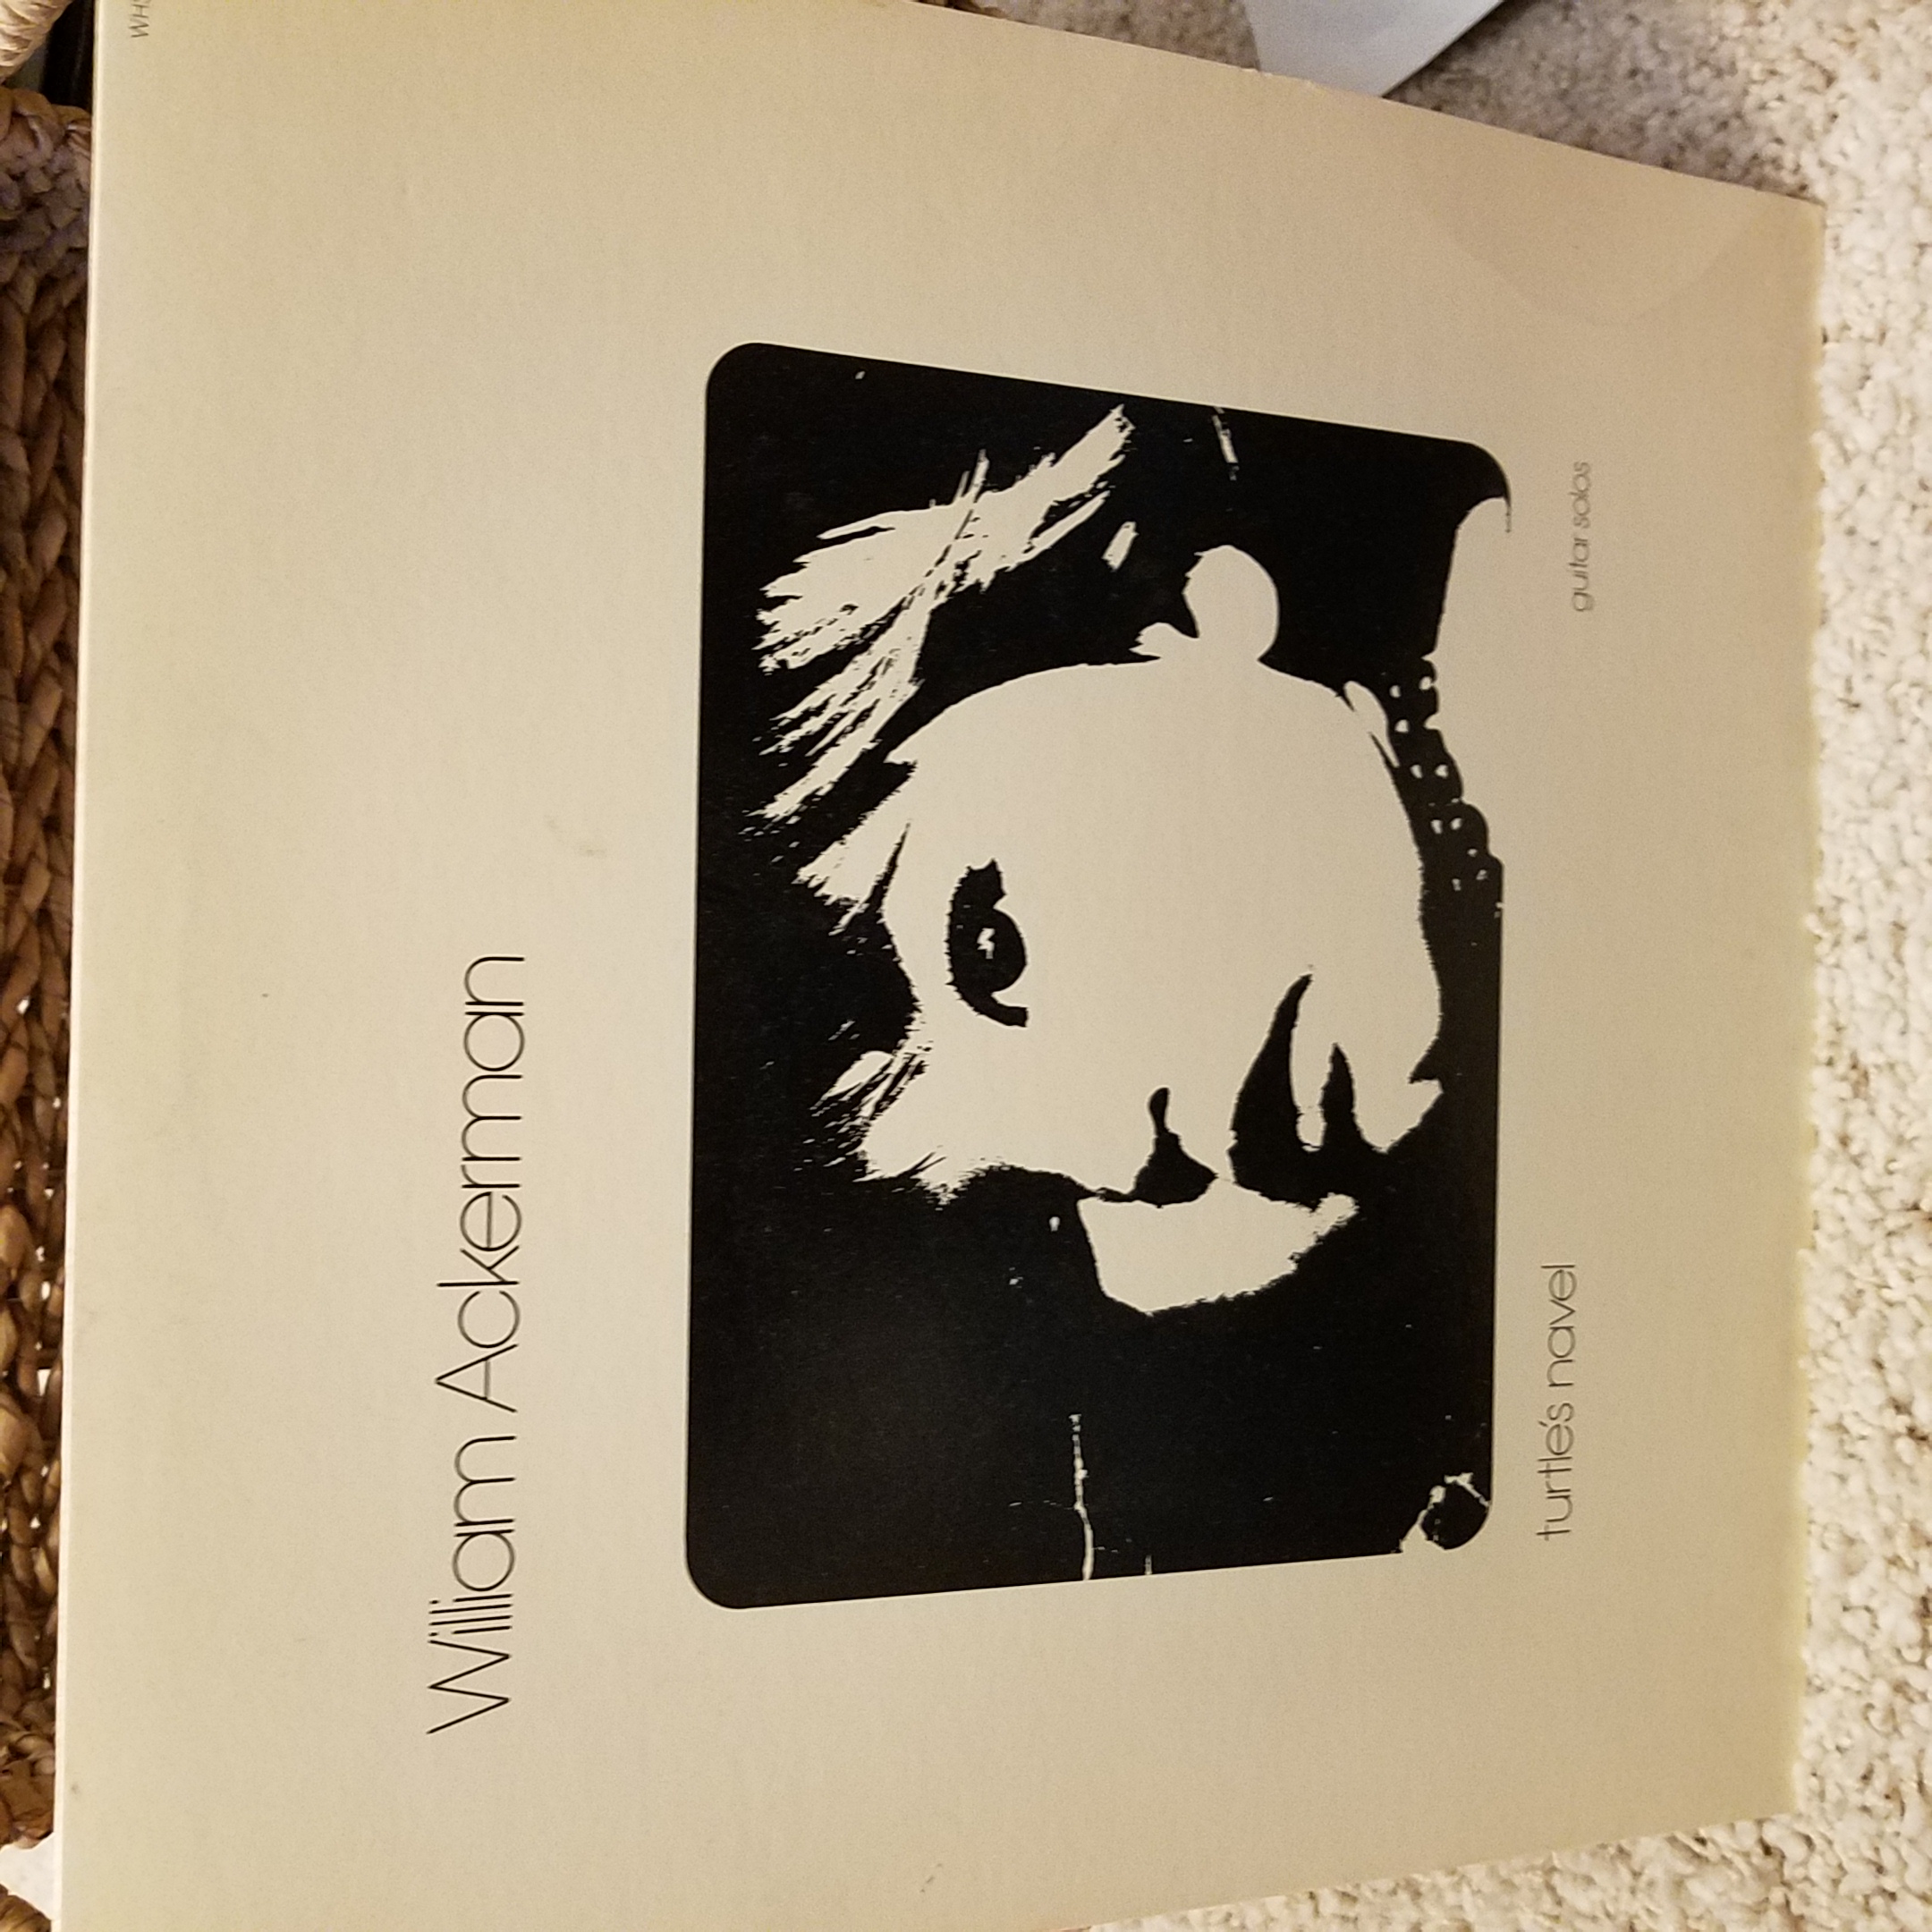 William Ackerman
turtle's navel
guitar solos